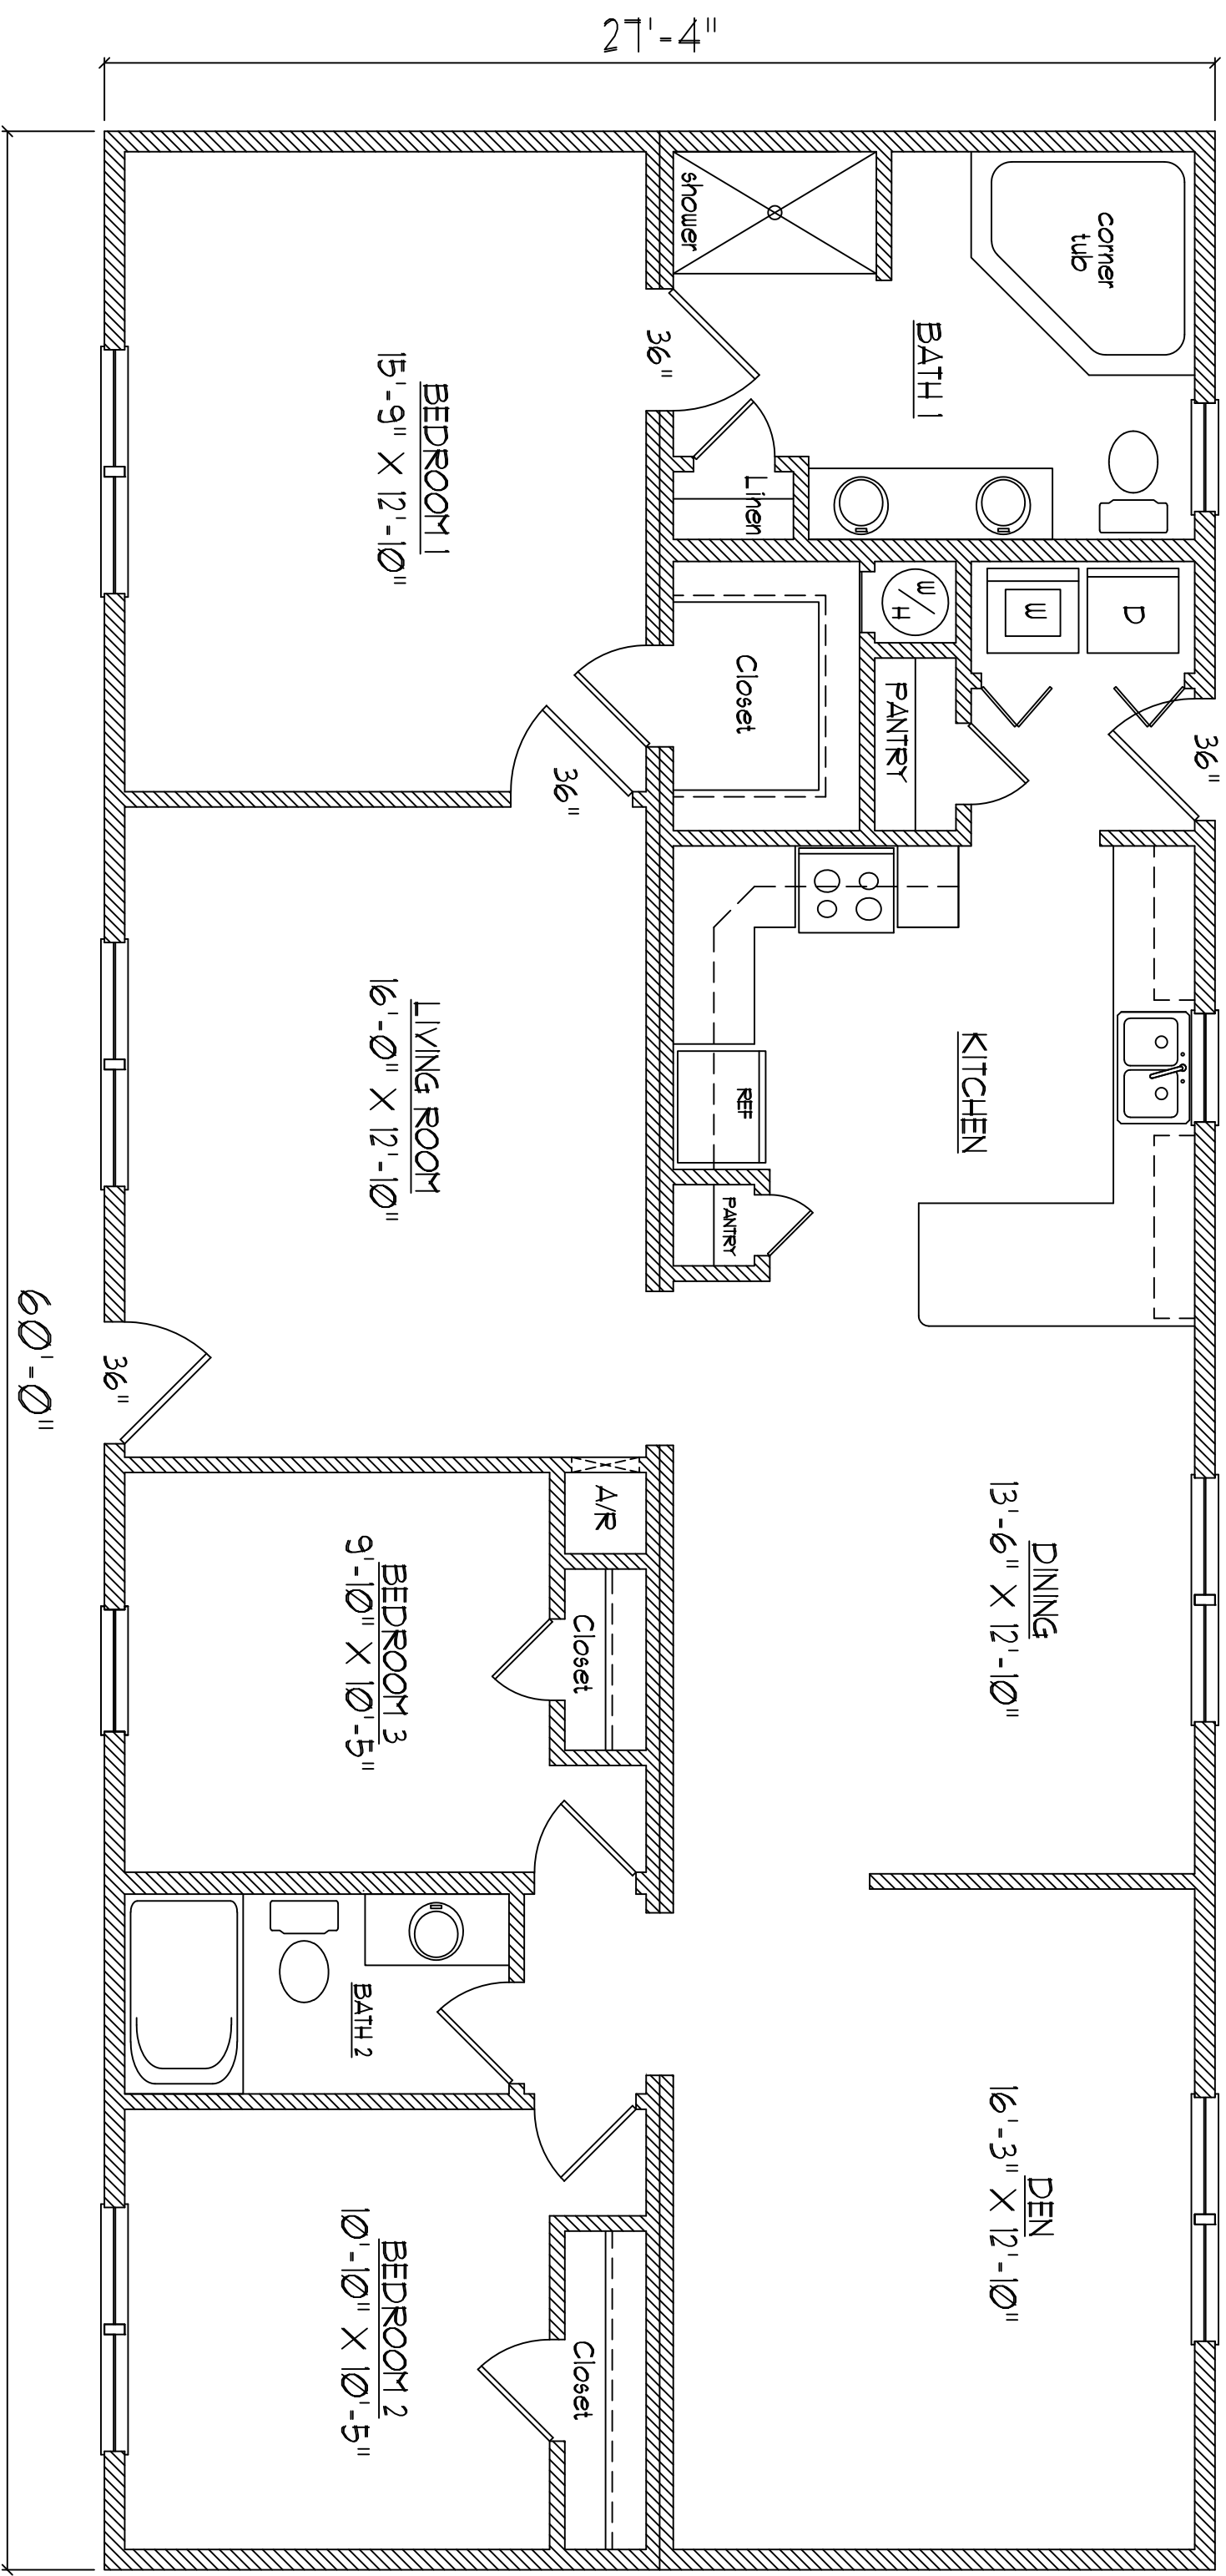 27'-4"
60'-0"
shower
corner
tub
BATH 1
36"
Linen
BEDROOM 1
15'-9" X 12'-10"
W/H
W
D
Closet
PANTRY
36"
36"
KITCHEN
REF
PANTRY
LIVING ROOM
16'-0" X 12'-10"
36"
DINING
13'-6" X 12'-10"
A/R
Closet
BEDROOM 3
9'-10" X 10'-5"
BATH 2
DEN
16'-3" X 12'-10"
Closet
BEDROOM 2
10'-10" X 10'-5"